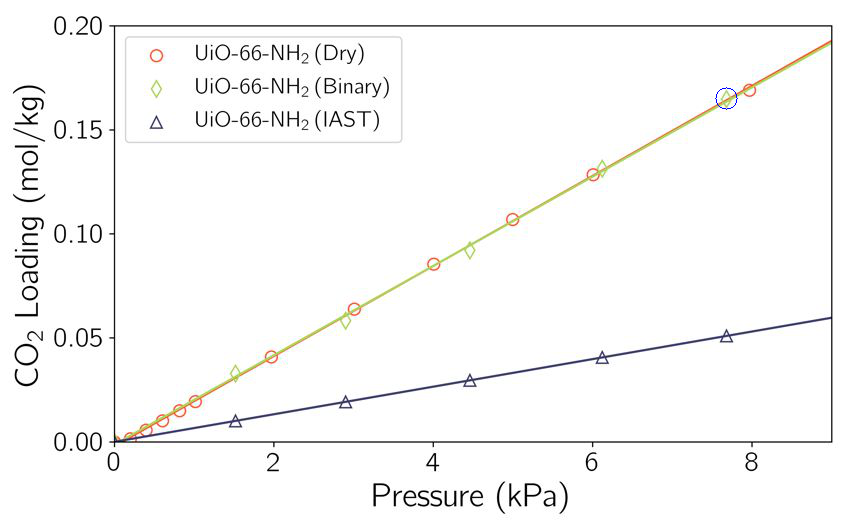 0.20
0.15
0.10
0.05
0.00
CO₂ Loading (mol/kg)
UiO-66-NH₂ (Dry)
UiO-66-NH₂ (Binary)
UiO-66-NH₂ (IAST)
0 2 4 6 8
Pressure (kPa)